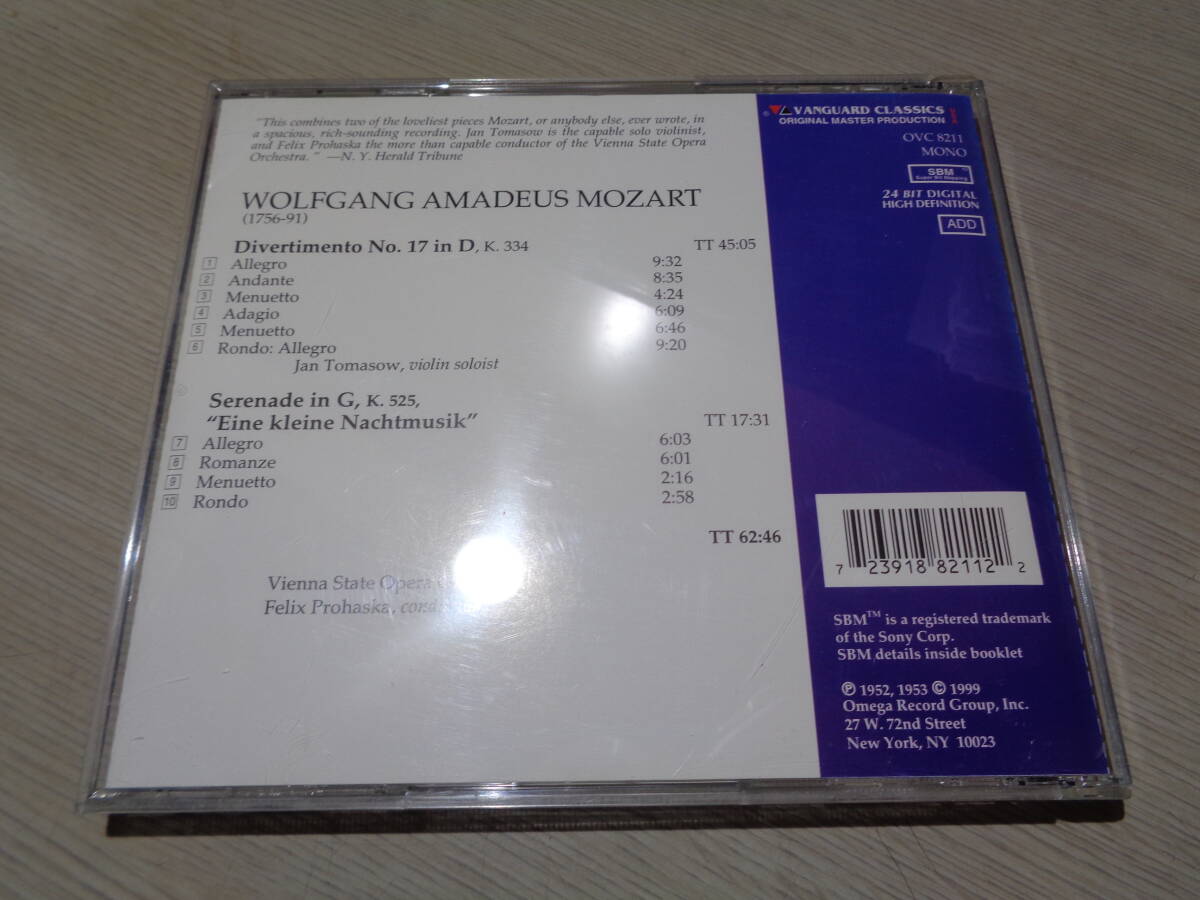 "This combines two of the loveliest pieces Mozart, or anybody else, ever wrote, in
a spacious, rich-sounding recording. Jan Tomasow is the capable solo violinist,
and Felix Prohaska the more than capable conductor of the Vienna State Opera
Orchestra." —N. Y. Herald Tribune
WOLFGANG AMADEUS MOZART
(1756-91)
Divertimento No. 17 in D, K. 334 TT 45:05
1 Allegro 9:32
2 Andante 8:35
3 Menuetto 4:24
4 Adagio 6:09
5 Menuetto 6:46
6 Rondo: Allegro 9:20
Jan Tomasow, violin soloist
Serenade in G, K. 525,
"Eine kleine Nachtmusik" TT 17:31
7 Allegro 6:03
8 Romanze 6:01
9 Menuetto 2:16
10 Rondo 2:58
TT 62:46
Vienna State Opera
Felix Prohaska,
VANGUARD CLASSICS
ORIGINAL MASTER PRODUCTION
OVC 8211
MONO
SBM
Super Bit Mapping
24 BIT DIGITAL
HIGH DEFINITION
ADD
7 23918 82112 2
SBM™ is a registered trademark
of the Sony Corp.
SBM details inside booklet
℗ 1952, 1953 © 1999
Omega Record Group, Inc.
27 W. 72nd Street
New York, NY 10023